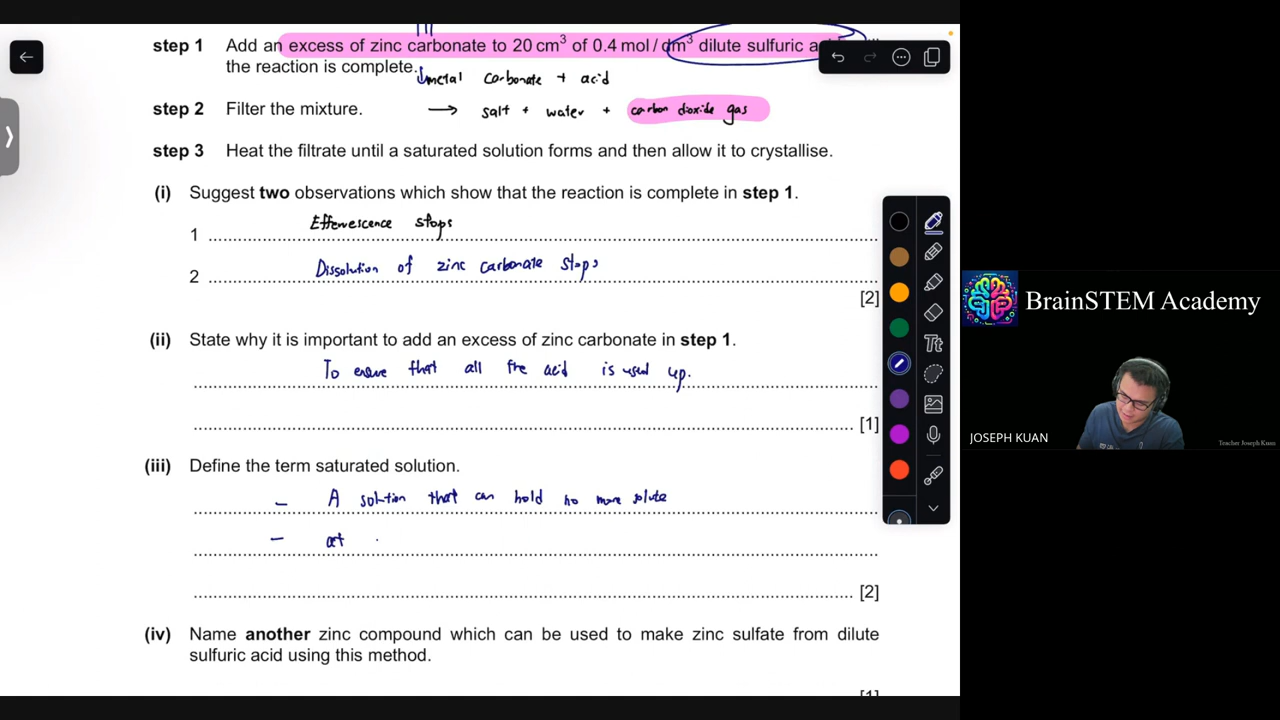 step 1 Add an excess of zinc carbonate to 20 cm³ of 0.4 mol / dm³ dilute sulfuric
the reaction is complete. metal carbonate + acid
step 2 Filter the mixture. → salt + water + carbon dioxide gas
step 3 Heat the filtrate until a saturated solution forms and then allow it to crystallise.
(i) Suggest two observations which show that the reaction is complete in step 1.
1 Effervescence stops
2 Dissolution of zinc carbonate stops
[2]
(ii) State why it is important to add an excess of zinc carbonate in step 1.
To ensure that all the acid is used up.
[1]
(iii) Define the term saturated solution.
- A solution that can hold no more solute
- at
[2]
(iv) Name another zinc compound which can be used to make zinc sulfate from dilute
sulfuric acid using this method.
[1]
Tt
BrainSTEM Academy
JOSEPH KUAN
Teacher Joseph Kuan